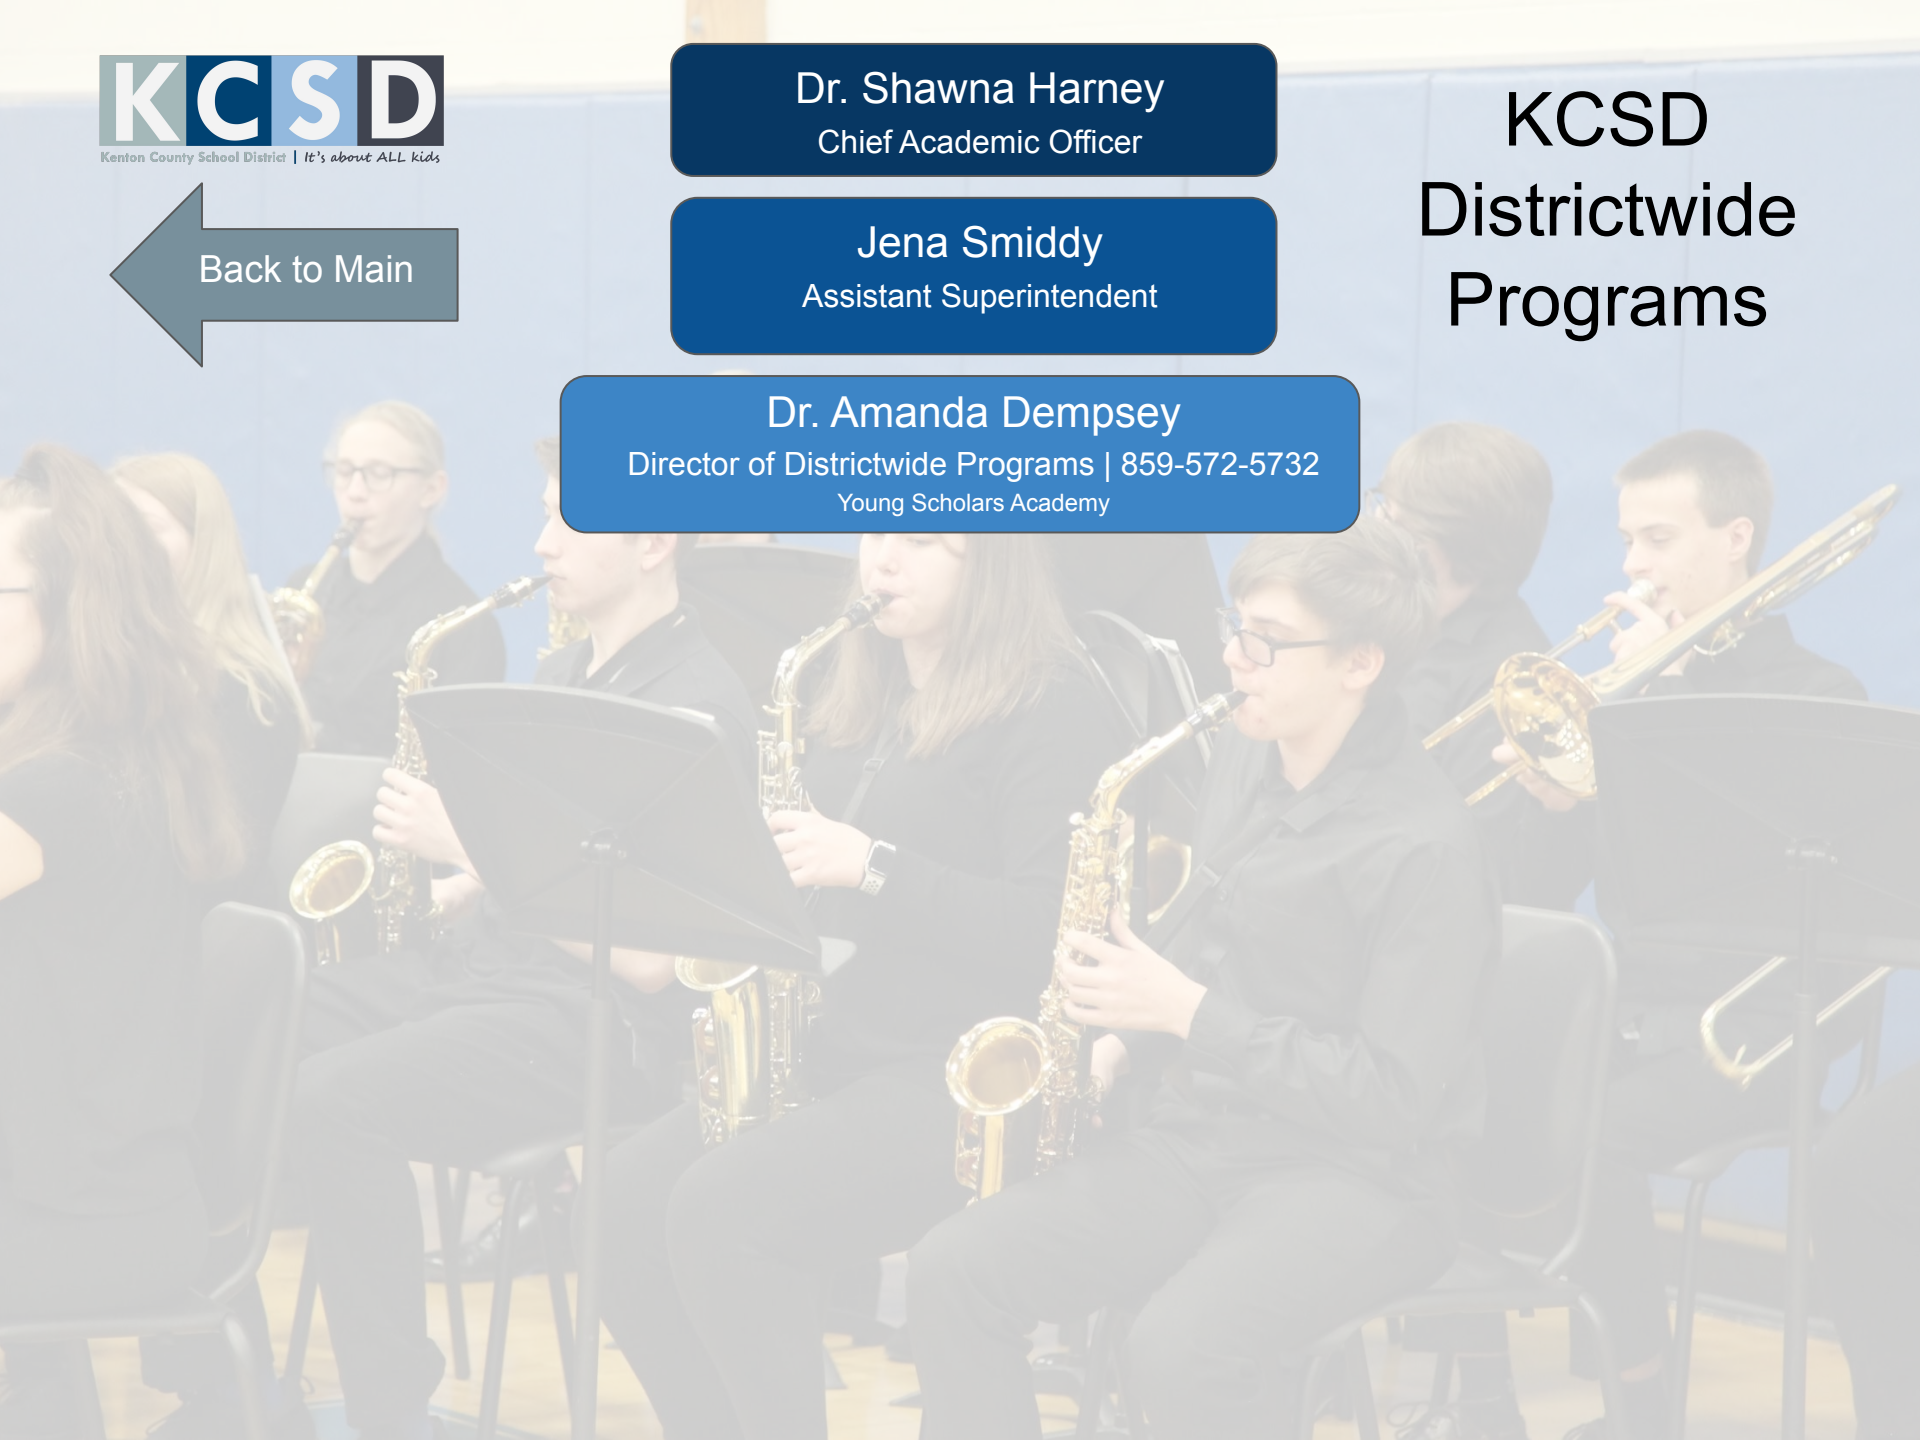 KCSD
Kenton County School District | It's about ALL kids
Back to Main
Dr. Shawna Harney
Chief Academic Officer
Jena Smiddy
Assistant Superintendent
Dr. Amanda Dempsey
Director of Districtwide Programs | 859-572-5732
Young Scholars Academy
KCSD
Districtwide
Programs